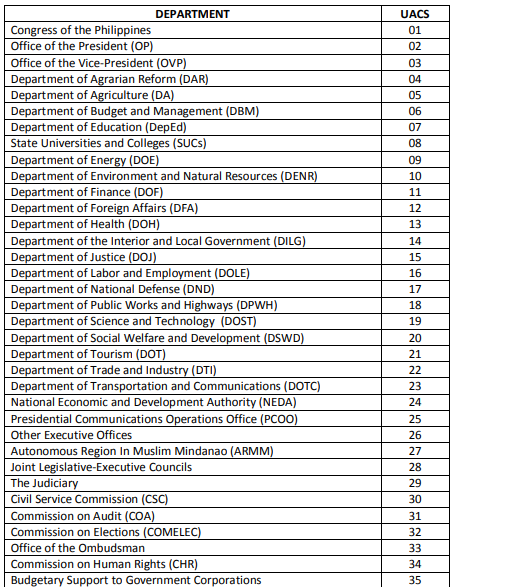 DEPARTMENT UACS
Congress of the Philippines 01
Office of the President (OP) 02
Office of the Vice-President (OVP) 03
Department of Agrarian Reform (DAR) 04
Department of Agriculture (DA) 05
Department of Budget and Management (DBM) 06
Department of Education (DepEd) 07
State Universities and Colleges (SUCs) 08
Department of Energy (DOE) 09
Department of Environment and Natural Resources (DENR) 10
Department of Finance (DOF) 11
Department of Foreign Affairs (DFA) 12
Department of Health (DOH) 13
Department of the Interior and Local Government (DILG) 14
Department of Justice (DOJ) 15
Department of Labor and Employment (DOLE) 16
Department of National Defense (DND) 17
Department of Public Works and Highways (DPWH) 18
Department of Science and Technology (DOST) 19
Department of Social Welfare and Development (DSWD) 20
Department of Tourism (DOT) 21
Department of Trade and Industry (DTI) 22
Department of Transportation and Communications (DOTC) 23
National Economic and Development Authority (NEDA) 24
Presidential Communications Operations Office (PCOO) 25
Other Executive Offices 26
Autonomous Region In Muslim Mindanao (ARMM) 27
Joint Legislative-Executive Councils 28
The Judiciary 29
Civil Service Commission (CSC) 30
Commission on Audit (COA) 31
Commission on Elections (COMELEC) 32
Office of the Ombudsman 33
Commission on Human Rights (CHR) 34
Budgetary Support to Government Corporations 35